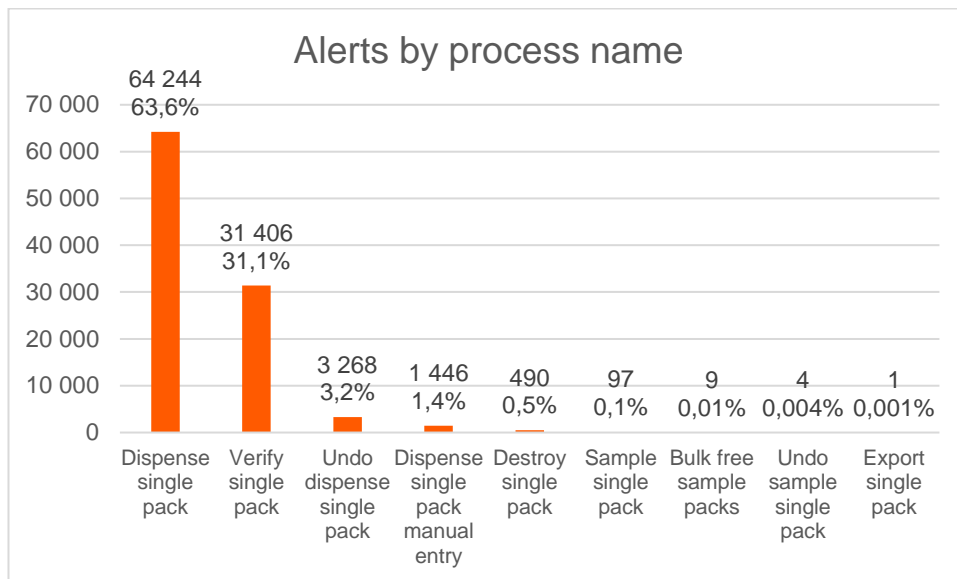 Alerts by process name
64 244
63,6%
31 406
31,1%
3 268
3,2%
1 446
1,4%
490
0,5%
97
0,1%
9
0,01%
4
0,004%
1
0,001%
70 000
60 000
50 000
40 000
30 000
20 000
10 000
0
Dispense
single
pack
Verify
single
pack
Undo
dispense
single
pack
Dispense
single
pack
manual
entry
Destroy
single
pack
Sample
single
pack
Bulk free
sample
packs
Undo
sample
single
pack
Export
single
pack